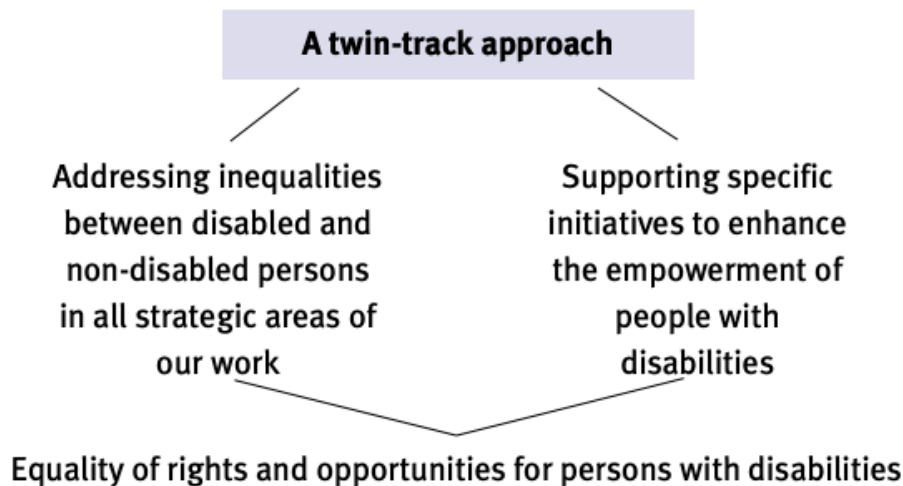 A twin-track approach
Addressing inequalities
between disabled and
non-disabled persons
in all strategic areas of
our work
Supporting specific
initiatives to enhance
the empowerment of
people with
disabilities
Equality of rights and opportunities for persons with disabilities